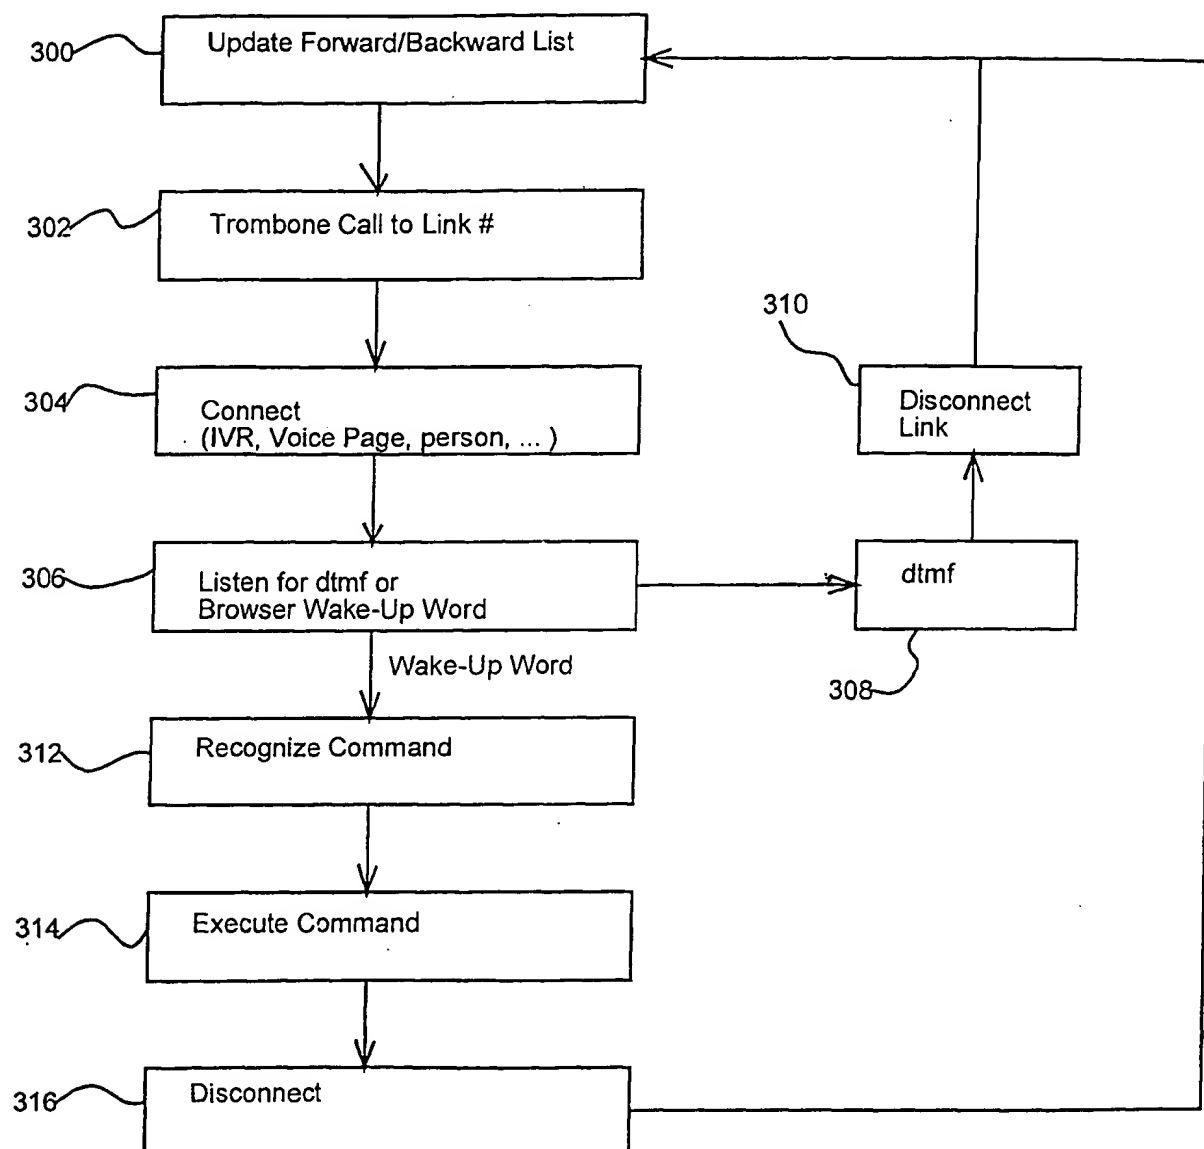 300
Update Forward/Backward List
302
Trombone Call to Link #
304
Connect
(IVR, Voice Page, person, ... )
310
Disconnect
Link
306
Listen for dtmf or
Browser Wake-Up Word
dtmf
308
Wake-Up Word
312
Recognize Command
314
Execute Command
316
Disconnect